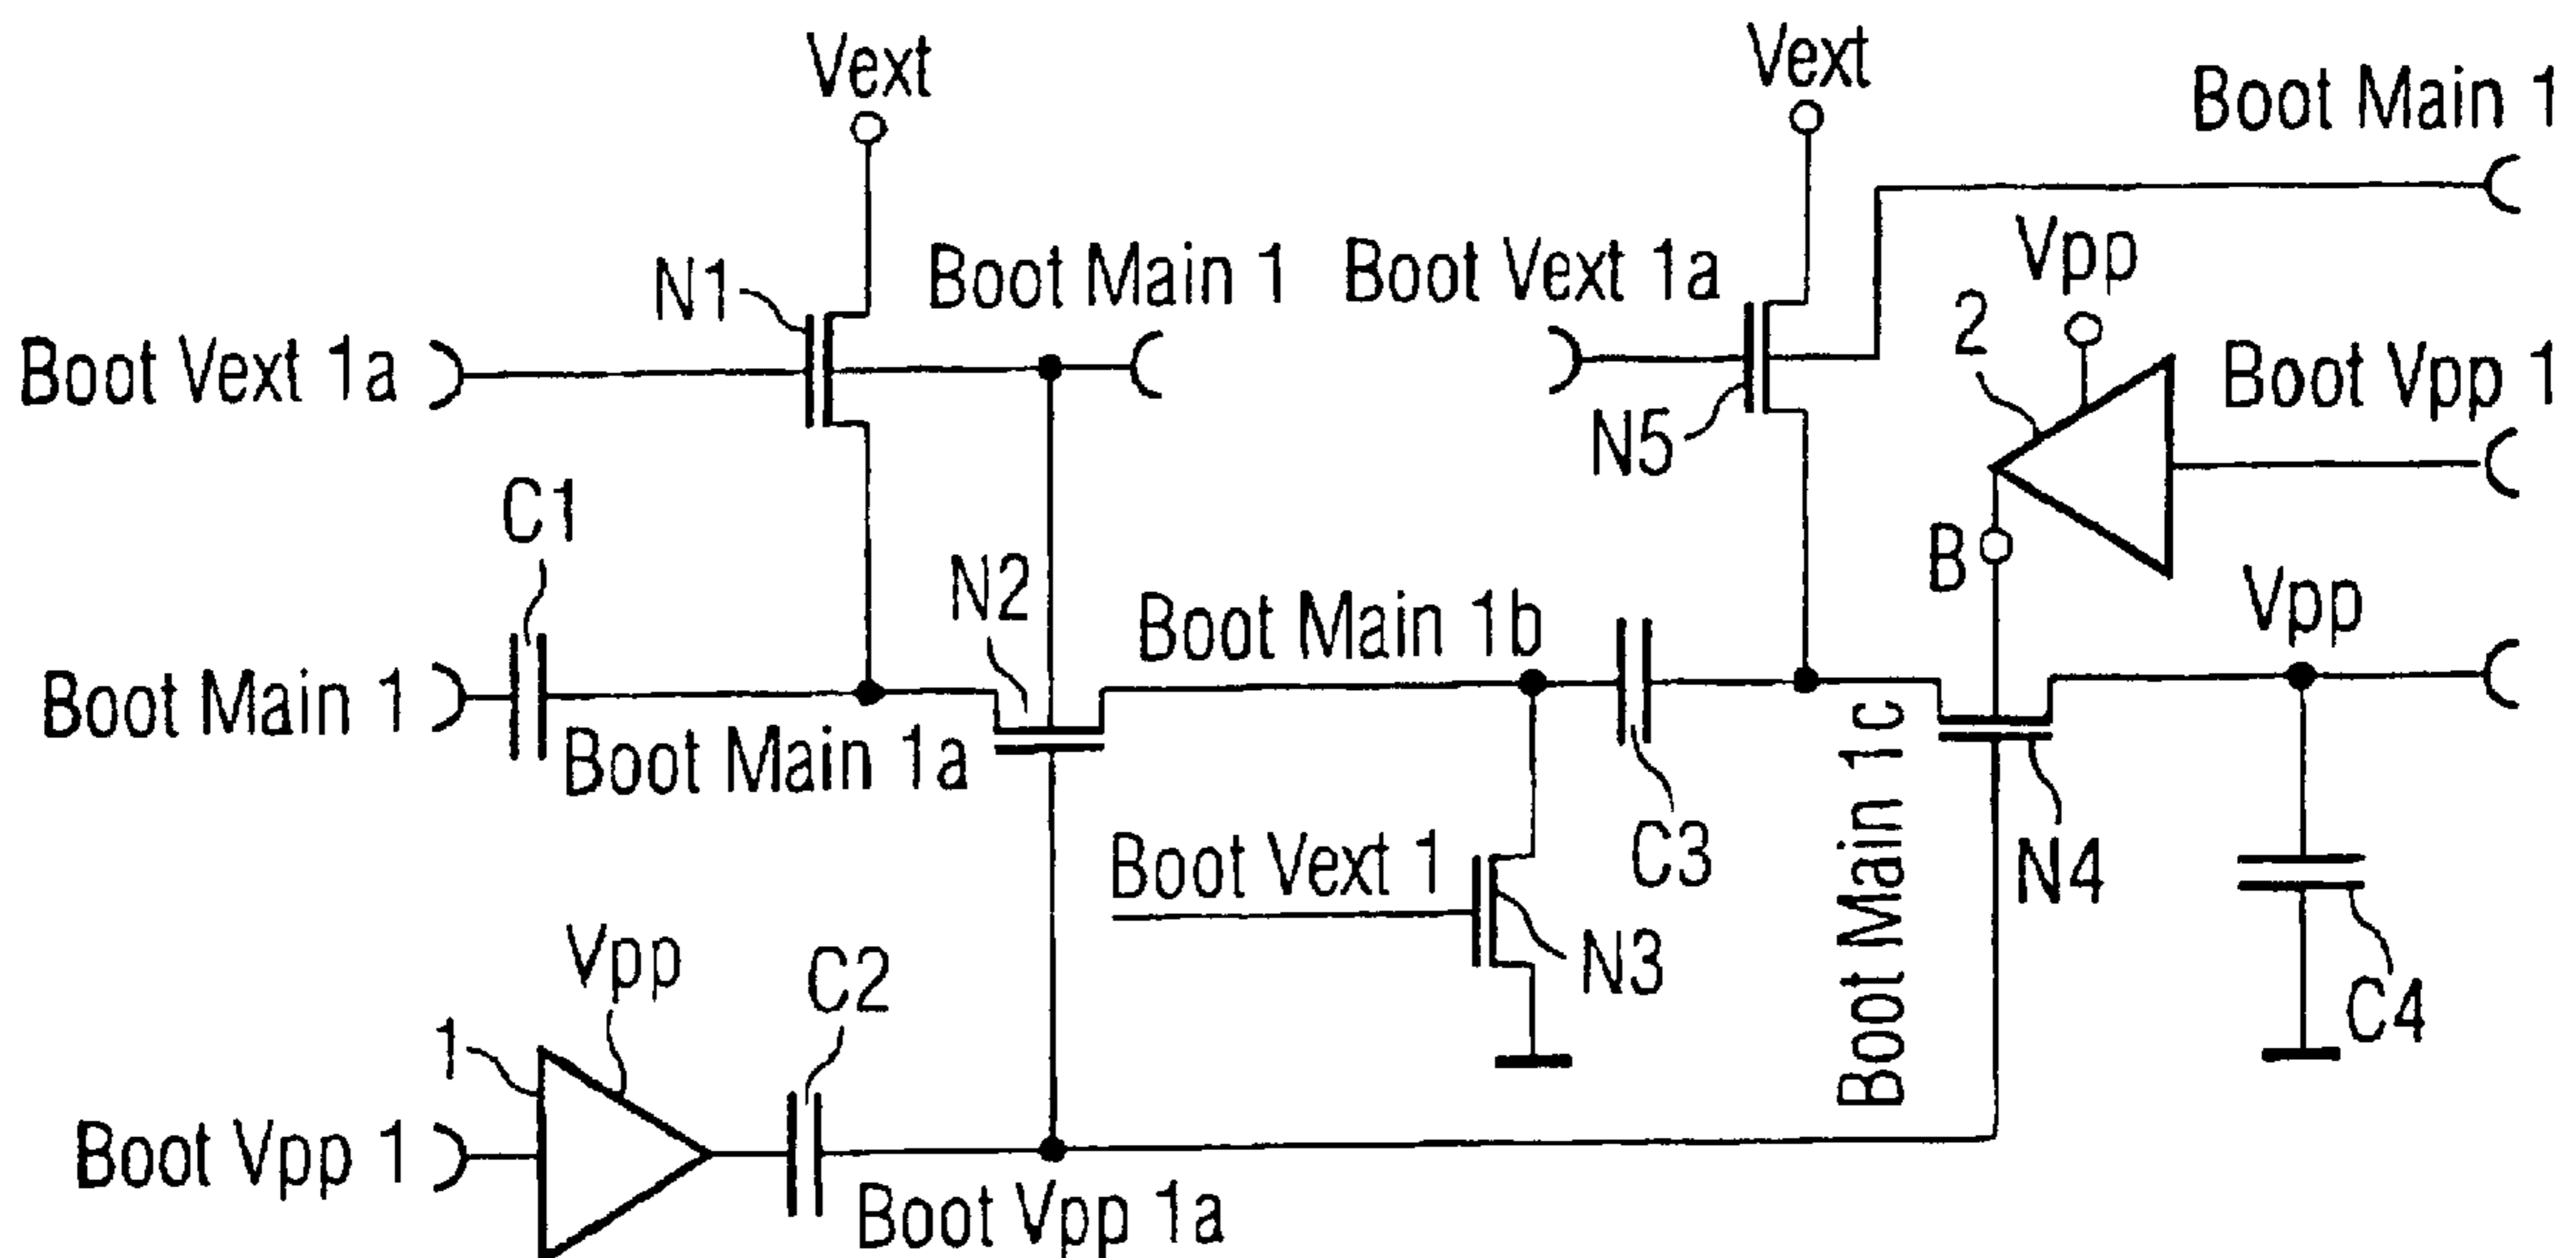 Vext
Vext
Boot Main 1
N1
Boot Main 1
Boot Vext 1a
Vpp
2
Boot Vext 1a
N5
Boot Vpp 1
C1
N2
B
Vpp
Boot Main 1b
Boot Main 1
Boot Main 1a
Boot Main 1c
C3
N4
Boot Vext 1
N3
Vpp
C2
C4
1
Boot Vpp 1
Boot Vpp 1a